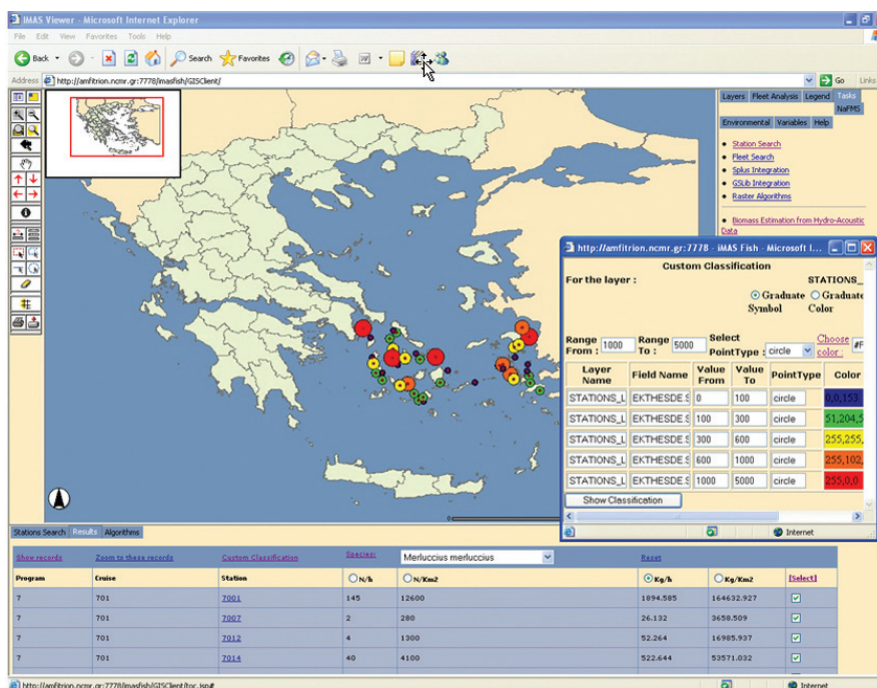 IMAS Viewer - Microsoft Internet Explorer
File Edit View Favorites Tools Help
Back Search Favorites
Address http://amfitrion.ncmr.gr:7778/imasfish/GISClient/ Go Links
Layers Fleet Analysis Legend Tasks
NaFMS
Environmental Variables Help
Station Search
Fleet Search
Splus Integration
GSLib Integration
Raster Algorithms
Biomass Estimation from Hydro-Acoustic
Data
http://amfitrion.ncmr.gr:7778 - iMAS Fish - Microsoft I...
Custom Classification
For the layer : STATIONS_
Graduate Symbol Graduate Color
Range From : 1000 Range To : 5000 Select PointType : circle Choose color : #F
Layer Name Field Name Value From Value To PointType Color
STATIONS_L EKTHESDE.S 0 100 circle 0,0,153
STATIONS_L EKTHESDE.S 100 300 circle 51,204,5
STATIONS_L EKTHESDE.S 300 600 circle 255,255,
STATIONS_L EKTHESDE.S 600 1000 circle 255,102,
STATIONS_L EKTHESDE.S 1000 5000 circle 255,0,0
Show Classification
Internet
Stations Search Results Algorithms
Show records Zoom to these records Custom Classification Species: Merluccius merluccius Reset
Program Cruise Station N/h N/Km2 Kg/h Kg/Km2 [Select]
7 701 7001 145 12600 1894.585 164632.927
7 701 7007 2 280 26.132 3658.509
7 701 7012 4 1300 52.264 16985.937
7 701 7014 40 4100 522.644 53571.032
http://amfitrion.ncmr.gr:7778/imasfish/GISClient/toc.jsp# Internet